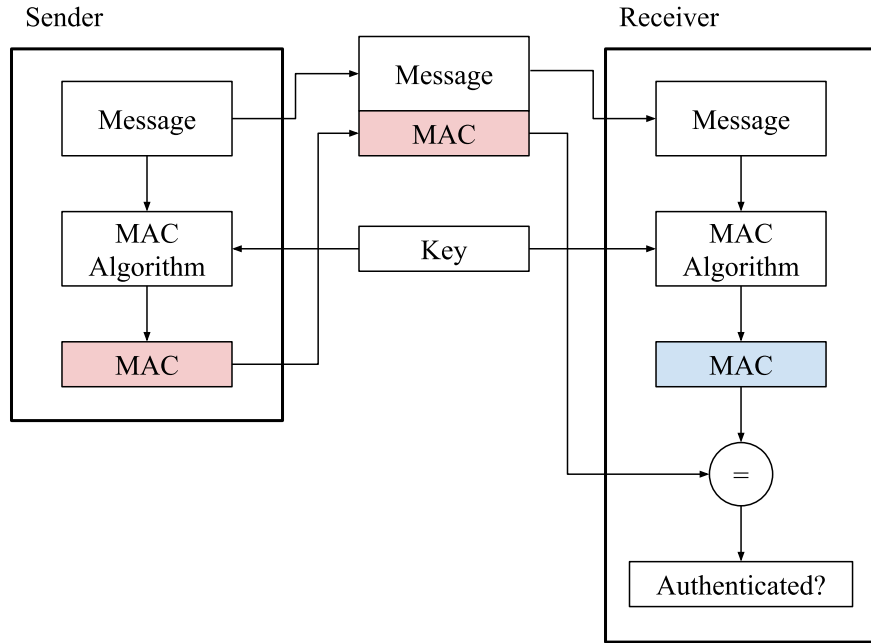 Sender
Message
MAC
Algorithm
MAC
Message
MAC
Key
Receiver
Message
MAC
Algorithm
MAC
=
Authenticated?